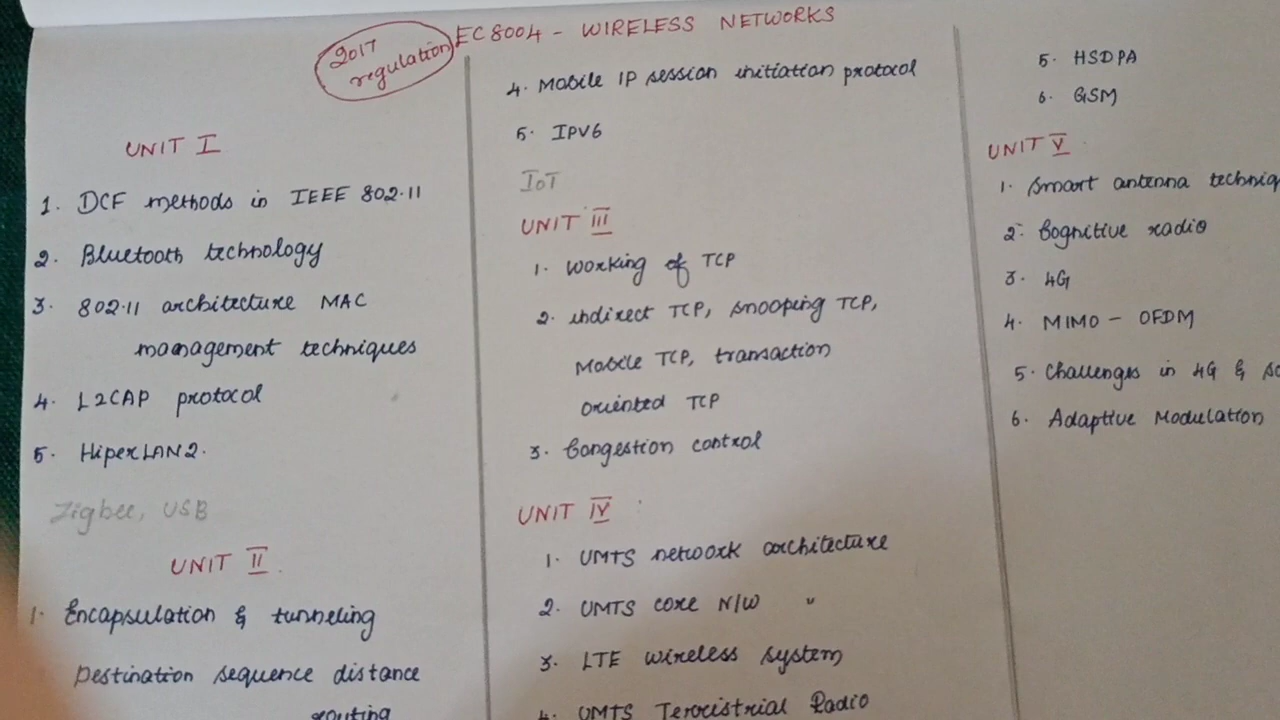 2017 regulation
EC8004 - WIRELESS NETWORKS
UNIT I
1. DCF methods in IEEE 802.11
2. Bluetooth technology
3. 802.11 architecture MAC
management techniques
4. L2CAP protocol
5. HiperLAN2.
Zigbee, USB
UNIT II.
1. Encapsulation & tunneling
Destination sequence distance
routing
4. Mobile IP session initiation protocol
5. IPV6
IoT
UNIT III
1. Working of TCP
2. indirect TCP, snooping TCP,
Mobile TCP, transaction
oriented TCP
3. Congestion control
UNIT IV
1. UMTS network architecture
2. UMTS core N/W "
3. LTE wireless system
4. UMTS Terrestrial Radio
5. HSDPA
6. GSM
UNIT V
1. Smart antenna techniq
2. Cognitive radio
3. 4G
4. MIMO - OFDM
5. Challenges in 4G &
6. Adaptive Modulation